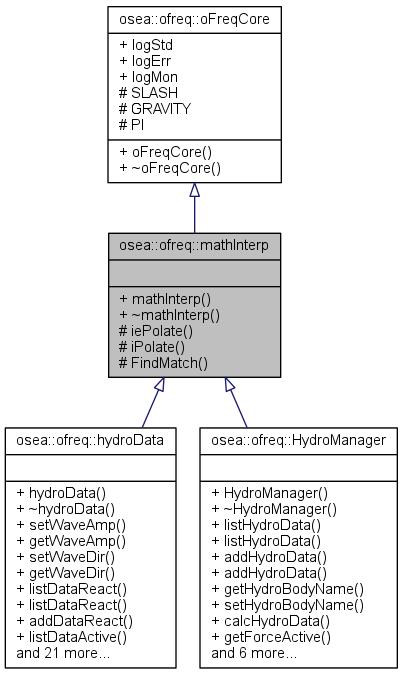 osea::ofreq::oFreqCore
+ logStd
+ logErr
+ logMon
# SLASH
# GRAVITY
# PI
+ oFreqCore()
+ ~oFreqCore()
osea::ofreq::mathInterp
+ mathInterp()
+ ~mathInterp()
# iePolate()
# iPolate()
# FindMatch()
osea::ofreq::hydroData
+ hydroData()
+ ~hydroData()
+ setWaveAmp()
+ getWaveAmp()
+ setWaveDir()
+ getWaveDir()
+ listDataReact()
+ listDataReact()
+ addDataReact()
+ listDataActive()
and 21 more...
osea::ofreq::HydroManager
+ HydroManager()
+ ~HydroManager()
+ listHydroData()
+ listHydroData()
+ addHydroData()
+ addHydroData()
+ getHydroBodyName()
+ setHydroBodyName()
+ calcHydroData()
+ getForceActive()
and 6 more...